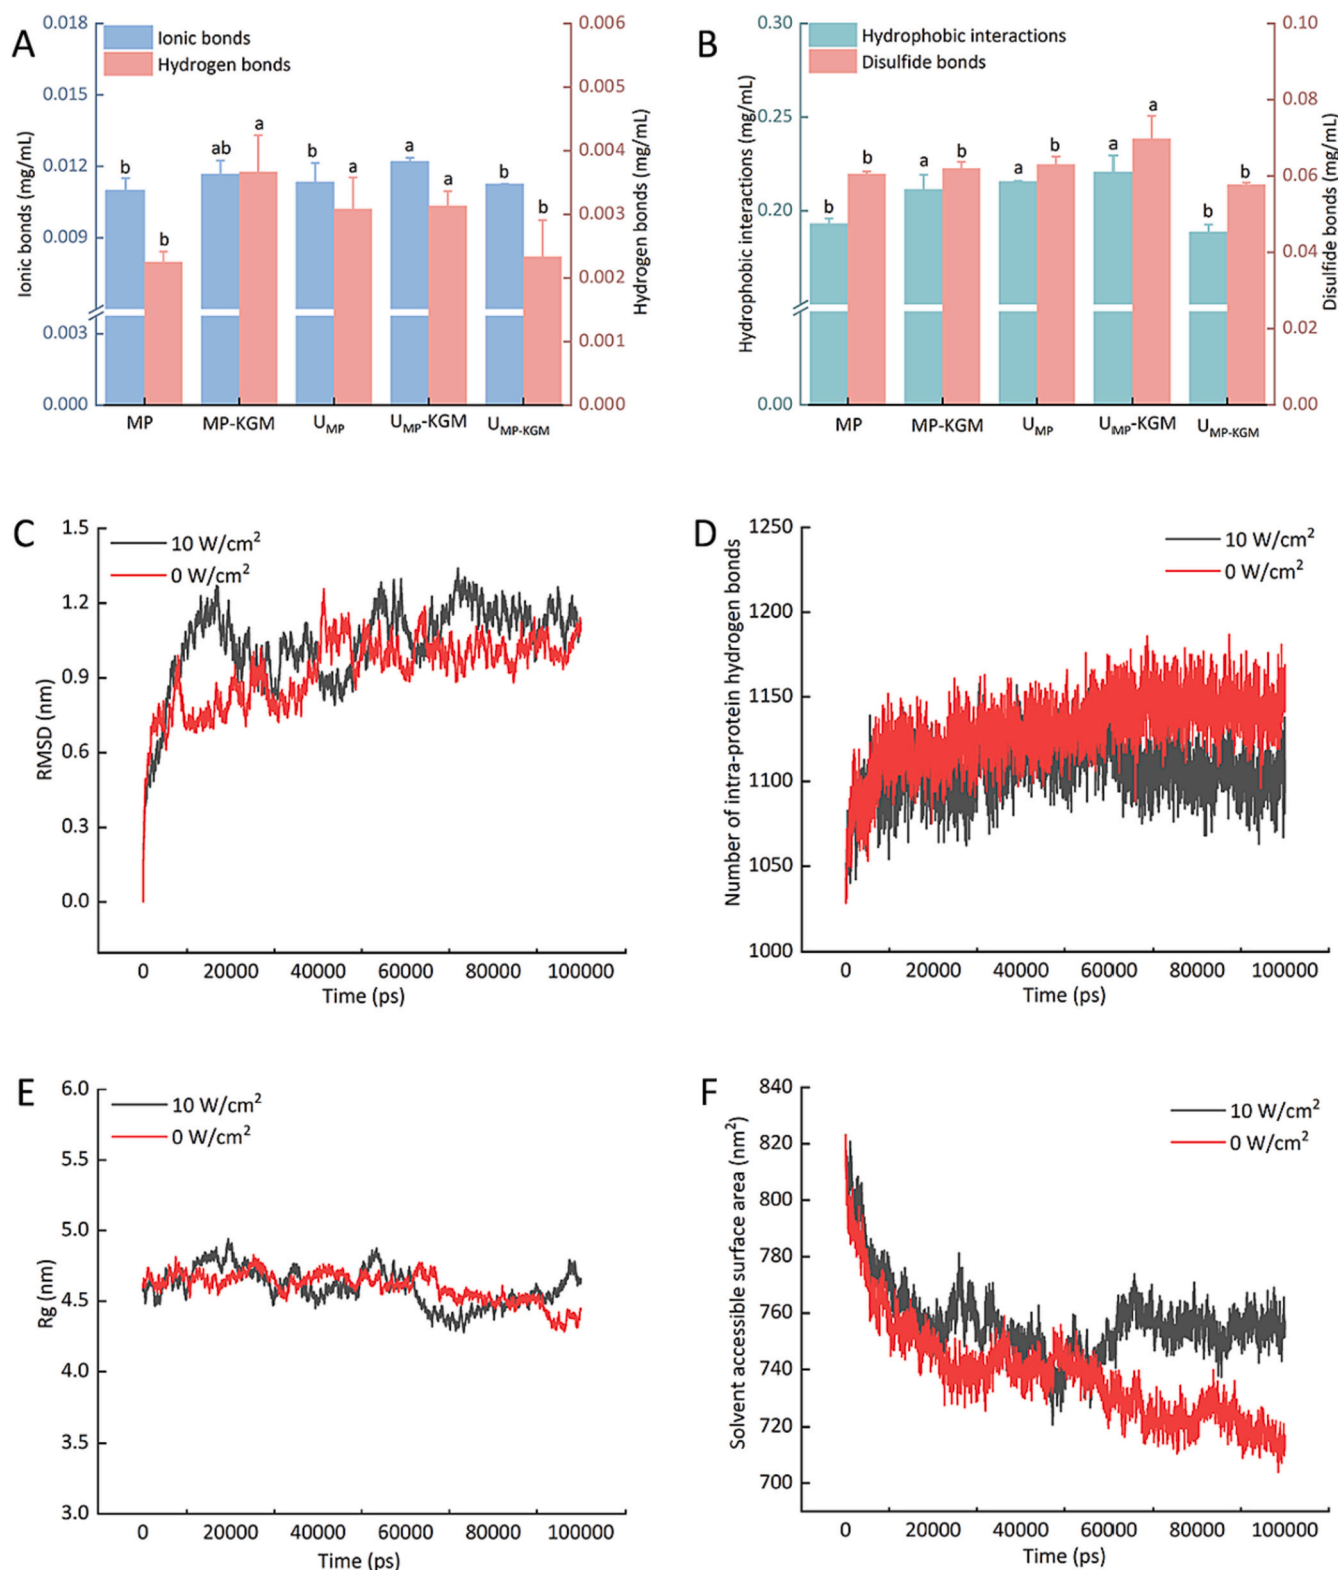 A
Ionic bonds
Hydrogen bonds
Ionic bonds (mg/mL)
0.018
0.015
0.012
0.009
0.003
0.000
b b ab a b a a a b b
MP MP-KGM U_MP U_MP-KGM U_MP-KGM
0.006
0.005
0.004
0.003
0.002
0.001
0.000
Hydrogen bonds (mg/mL)
B
Hydrophobic interactions
Disulfide bonds
Hydrophobic interactions (mg/mL)
0.30
0.25
0.20
0.00
b b a b a b a a b b
MP MP-KGM U_MP U_MP-KGM U_MP-KGM
0.10
0.08
0.06
0.04
0.02
0.00
Disulfide bonds (mg/mL)
C
10 W/cm²
0 W/cm²
RMSD (nm)
1.5
1.2
0.9
0.6
0.3
0.0
0 20000 40000 60000 80000 100000
Time (ps)
D
10 W/cm²
0 W/cm²
Number of intra-protein hydrogen bonds
1250
1200
1150
1100
1050
1000
0 20000 40000 60000 80000 100000
Time (ps)
E
10 W/cm²
0 W/cm²
Rg (nm)
6.0
5.5
5.0
4.5
4.0
3.5
3.0
0 20000 40000 60000 80000 100000
Time (ps)
F
10 W/cm²
0 W/cm²
Solvent accessible surface area (nm²)
840
820
800
780
760
740
720
700
0 20000 40000 60000 80000 100000
Time (ps)